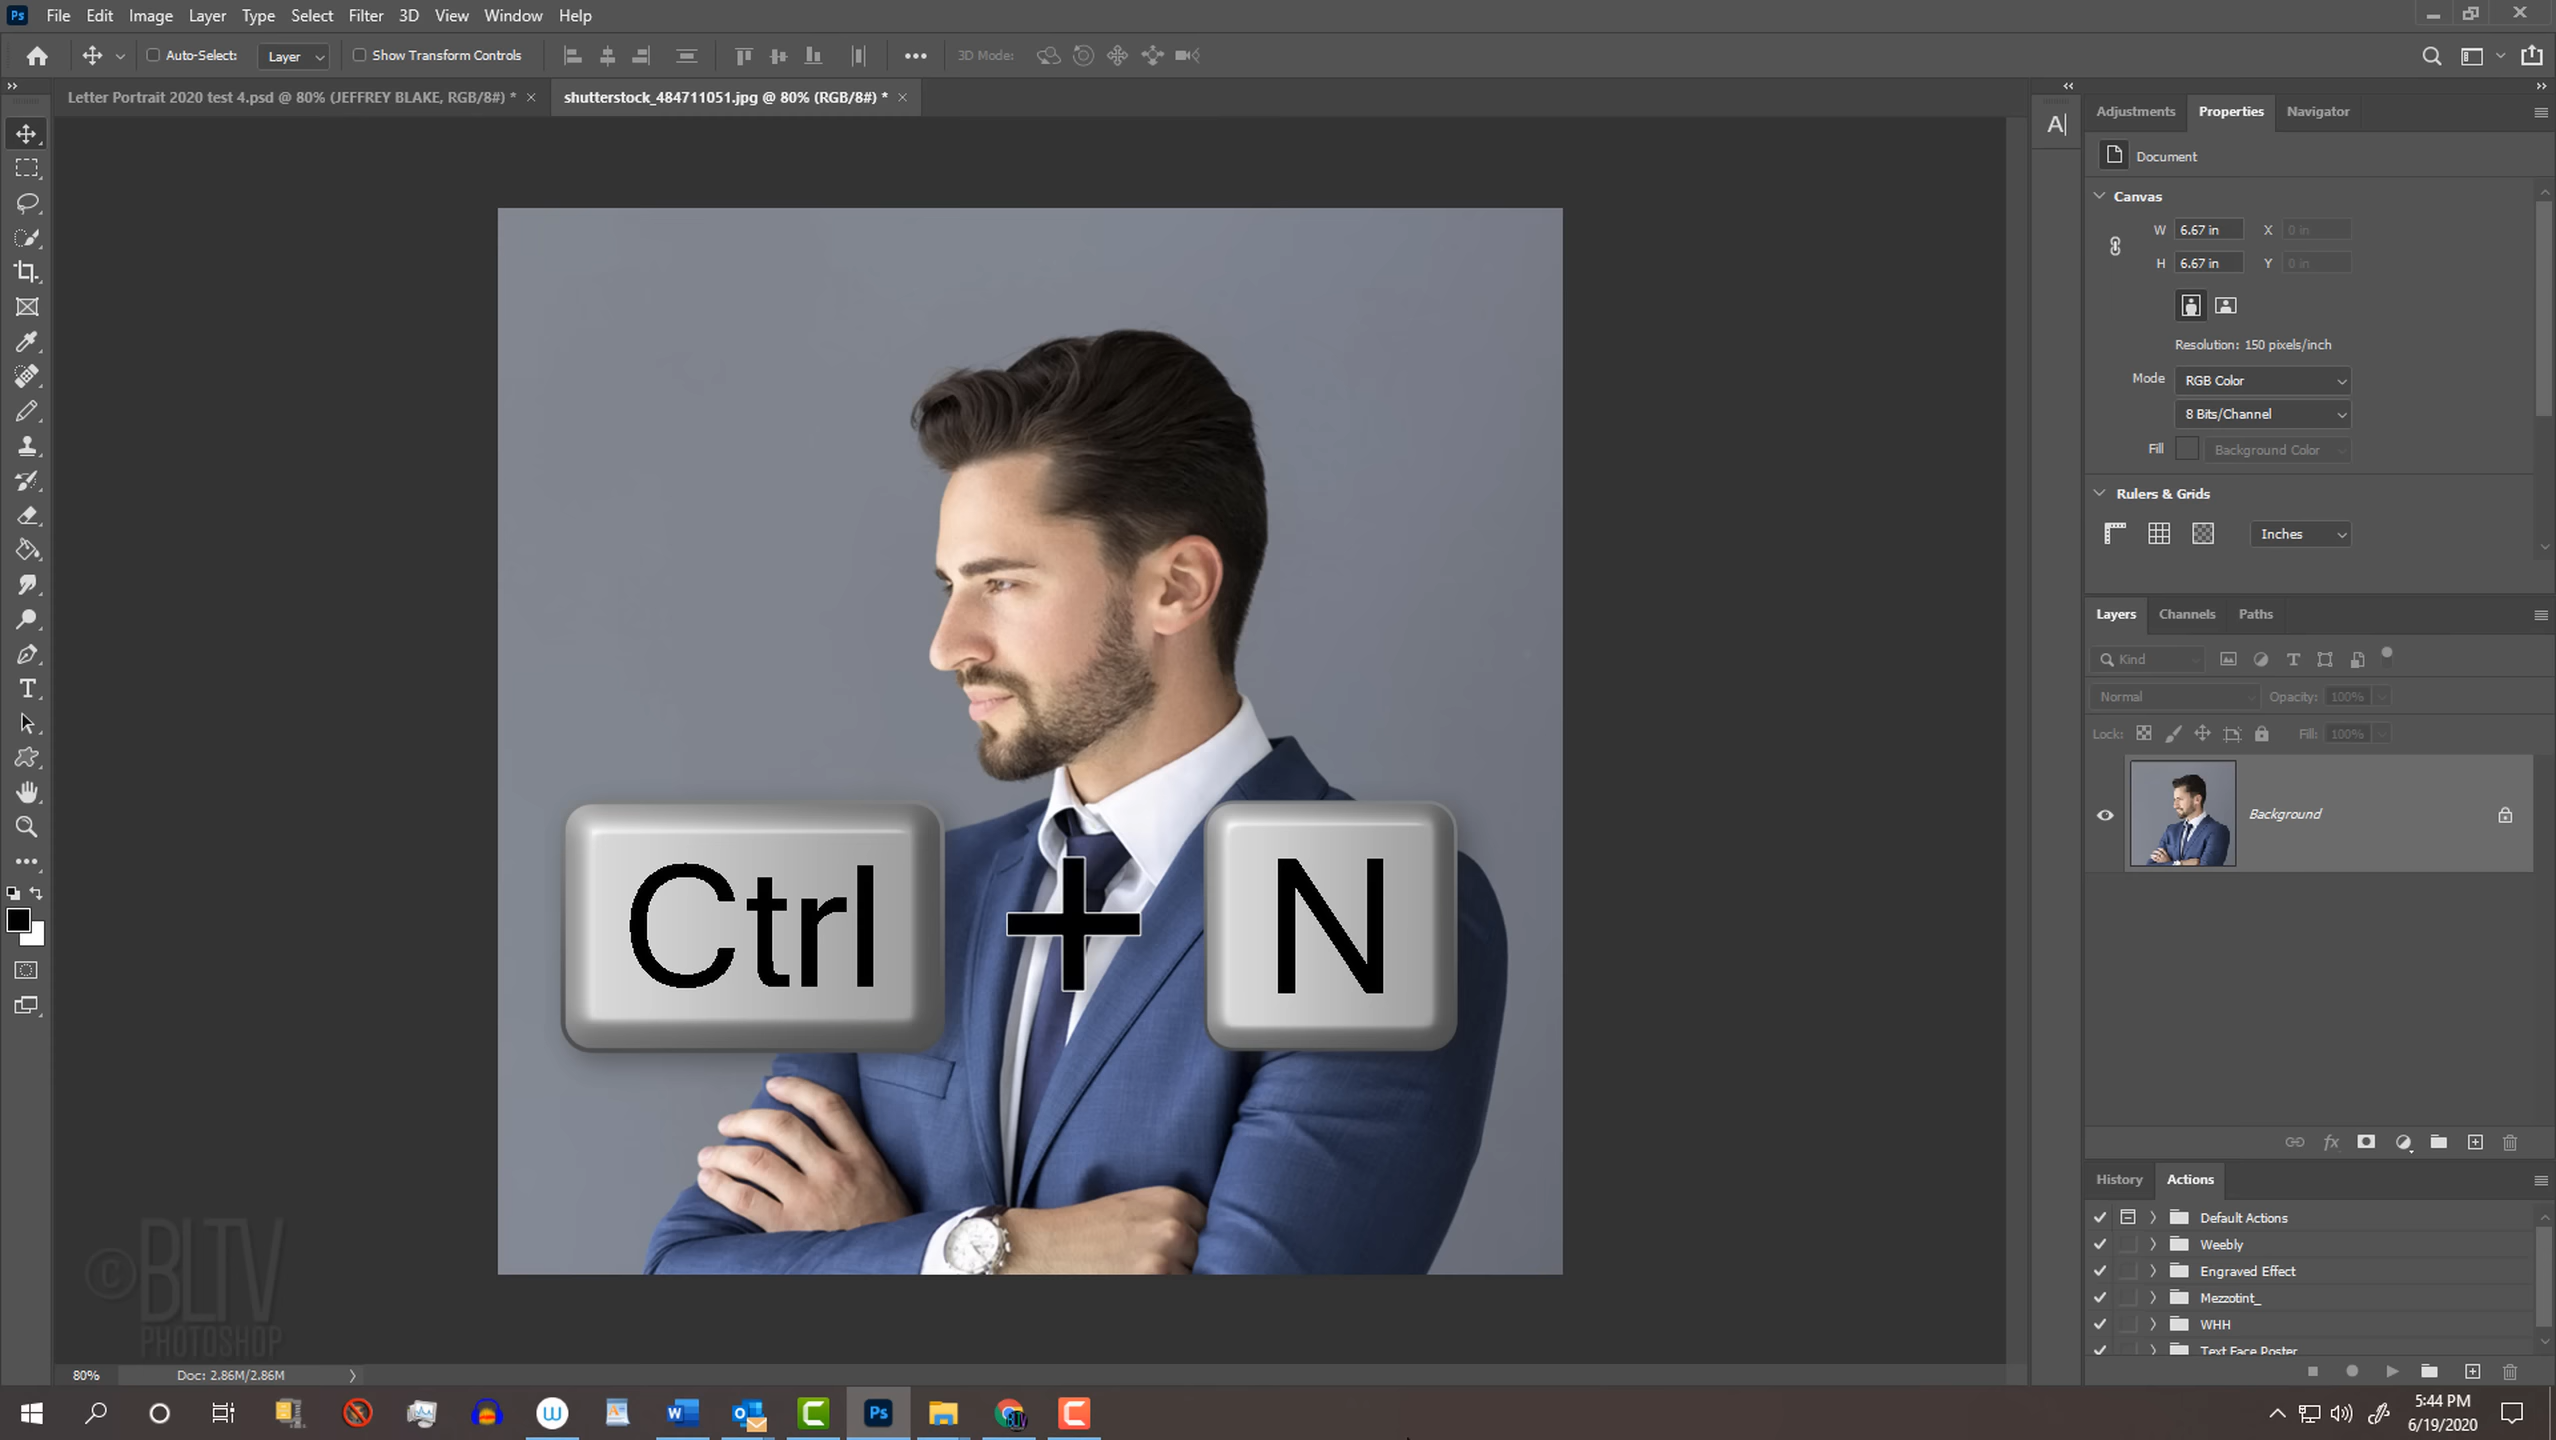 Ps File Edit Image Layer Type Select Filter 3D View Window Help
Auto-Select: Layer Show Transform Controls 3D Mode:
Letter Portrait 2020 test 4.psd @ 80% (JEFFREY BLAKE, RGB/8#) * ×
shutterstock_484711051.jpg @ 80% (RGB/8#) * ×
A|
Adjustments Properties Navigator
Document
Canvas
W 6.67 in X 0 in
H 6.67 in Y 0 in
Resolution: 150 pixels/inch
Mode RGB Color
8 Bits/Channel
Fill Background Color
Rulers & Grids
Inches
Layers Channels Paths
Kind
Normal Opacity: 100%
Lock: Fill: 100%
Background
Ctrl + N
History Actions
Default Actions
Weebly
Engraved Effect
Mezzotint_
WHH
Text Face Poster
©BLTV
PHOTOSHOP
80% Doc: 2.86M/2.86M
5:44 PM
6/19/2020